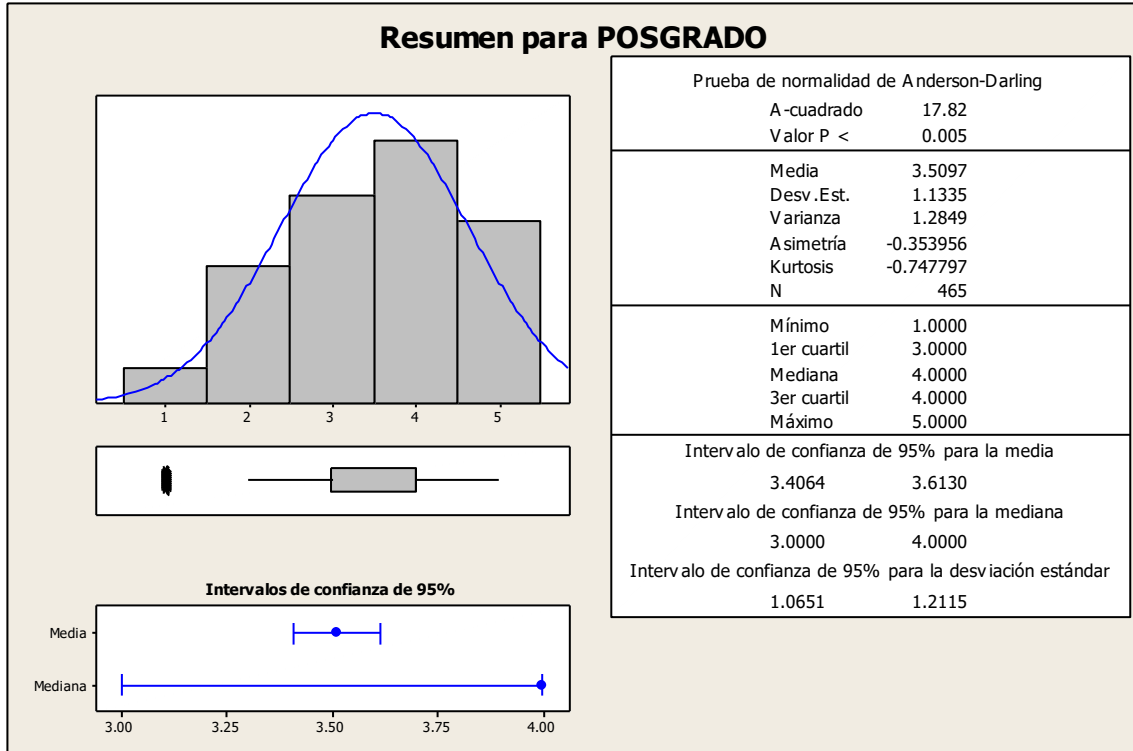 Resumen para POSGRADO
1 2 3 4 5
Intervalos de confianza de 95%
Media
Mediana
3.00 3.25 3.50 3.75 4.00
Prueba de normalidad de Anderson-Darling
A-cuadrado 17.82
Valor P < 0.005
Media 3.5097
Desv.Est. 1.1335
Varianza 1.2849
Asimetría -0.353956
Kurtosis -0.747797
N 465
Mínimo 1.0000
1er cuartil 3.0000
Mediana 4.0000
3er cuartil 4.0000
Máximo 5.0000
Intervalo de confianza de 95% para la media
3.4064 3.6130
Intervalo de confianza de 95% para la mediana
3.0000 4.0000
Intervalo de confianza de 95% para la desviación estándar
1.0651 1.2115